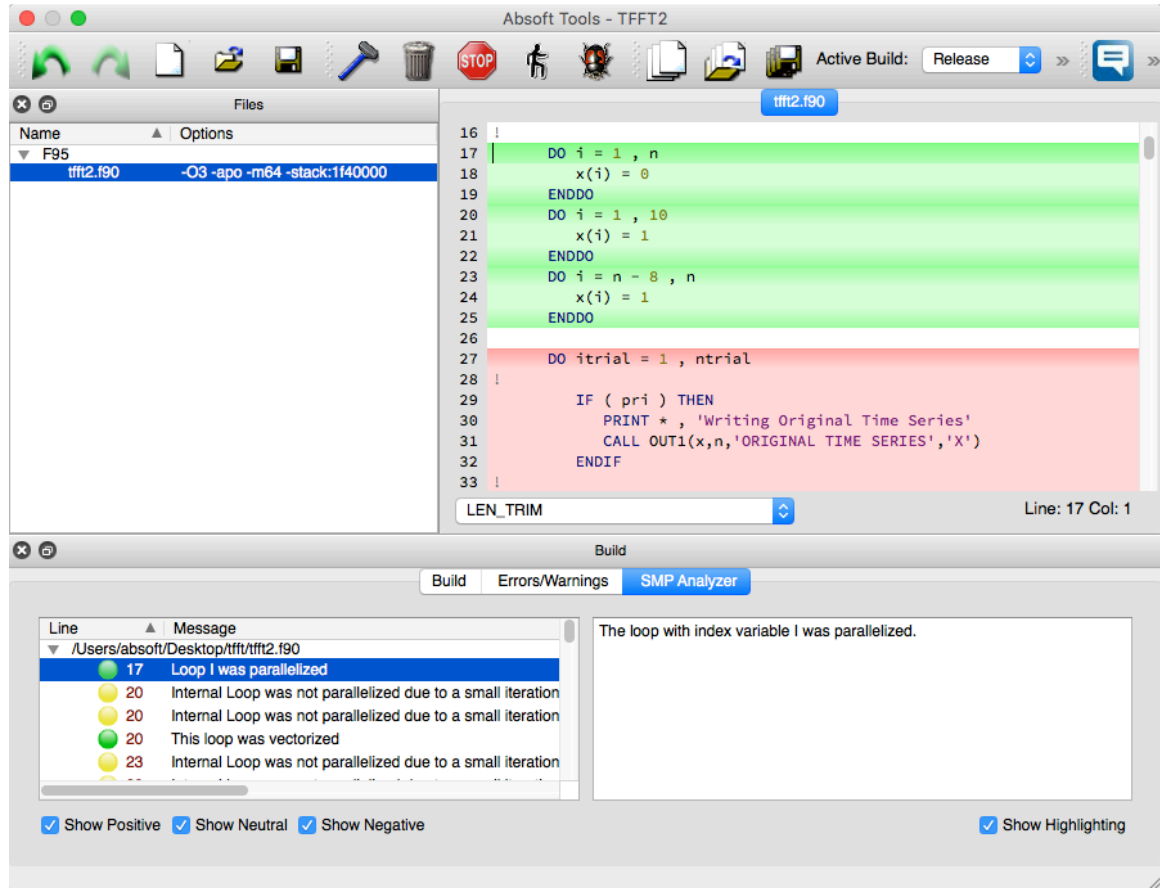 Absoft Tools - TFFT2
STOP
Active Build: Release » »
Files
tfft2.f90
Name Options
F95
tfft2.f90 -O3 -apo -m64 -stack:1f40000
16 !
17 DO i = 1 , n
18 x(i) = 0
19 ENDDO
20 DO i = 1 , 10
21 x(i) = 1
22 ENDDO
23 DO i = n - 8 , n
24 x(i) = 1
25 ENDDO
26
27 DO itrial = 1 , ntrial
28 !
29 IF ( pri ) THEN
30 PRINT * , 'Writing Original Time Series'
31 CALL OUT1(x,n,'ORIGINAL TIME SERIES','X')
32 ENDIF
33 !
LEN_TRIM
Line: 17 Col: 1
Build
Build Errors/Warnings SMP Analyzer
Line Message
/Users/absoft/Desktop/tfft/tfft2.f90
17 Loop I was parallelized
20 Internal Loop was not parallelized due to a small iteration
20 Internal Loop was not parallelized due to a small iteration
20 This loop was vectorized
23 Internal Loop was not parallelized due to a small iteration
The loop with index variable I was parallelized.
Show Positive Show Neutral Show Negative
Show Highlighting